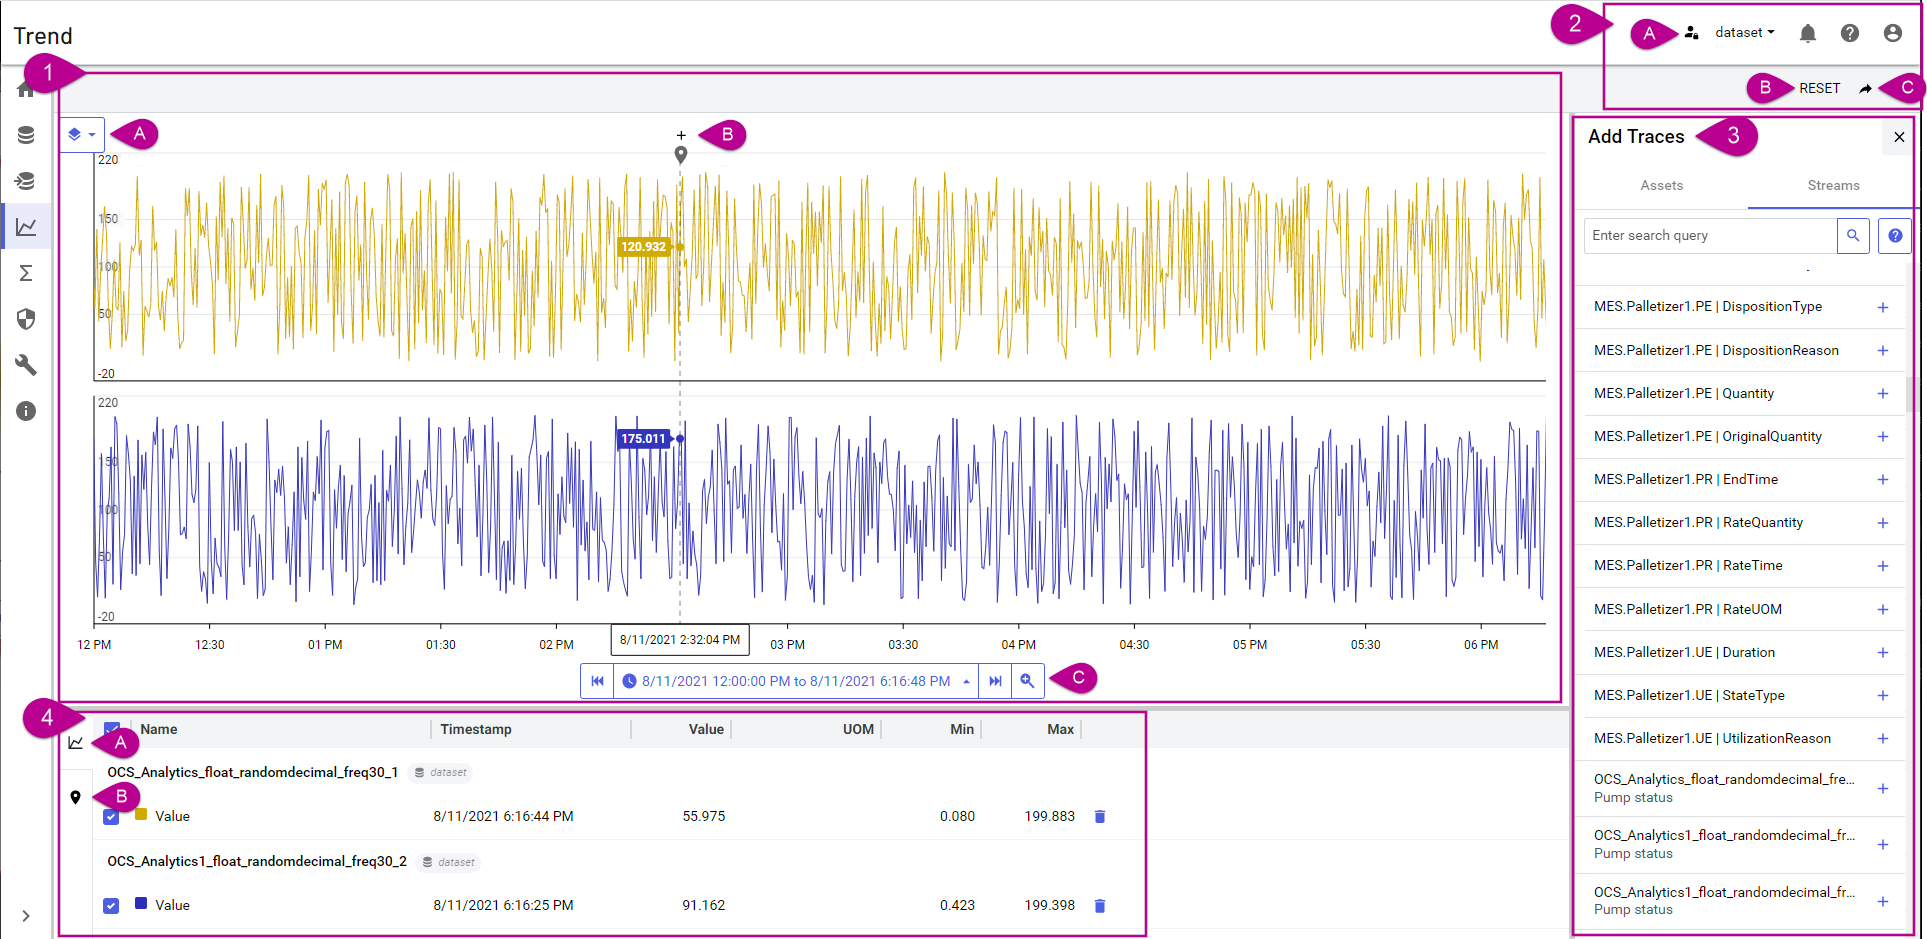 Trend
2
A
dataset
B
RESET
C
1
A
B
220
150
100
50
-20
120.932
220
150
100
50
-20
175.011
12 PM
12:30
01 PM
01:30
02 PM
8/11/2021 2:32:04 PM
03 PM
03:30
04 PM
04:30
05 PM
05:30
06 PM
8/11/2021 12:00:00 PM to 8/11/2021 6:16:48 PM
C
Add Traces
3
Assets
Streams
Enter search query
MES.Palletizer1.PE | DispositionType
MES.Palletizer1.PE | DispositionReason
MES.Palletizer1.PE | Quantity
MES.Palletizer1.PE | OriginalQuantity
MES.Palletizer1.PR | EndTime
MES.Palletizer1.PR | RateQuantity
MES.Palletizer1.PR | RateTime
MES.Palletizer1.PR | RateUOM
MES.Palletizer1.UE | Duration
MES.Palletizer1.UE | StateType
MES.Palletizer1.UE | UtilizationReason
OCS_Analytics_float_randomdecimal_fre...
Pump status
OCS_Analytics1_float_randomdecimal_fr...
Pump status
OCS_Analytics1_float_randomdecimal_fr...
Pump status
4
A
B
Name Timestamp Value UOM Min Max
OCS_Analytics_float_randomdecimal_freq30_1 dataset
Value 8/11/2021 6:16:44 PM 55.975 0.080 199.883
OCS_Analytics1_float_randomdecimal_freq30_2 dataset
Value 8/11/2021 6:16:25 PM 91.162 0.423 199.398